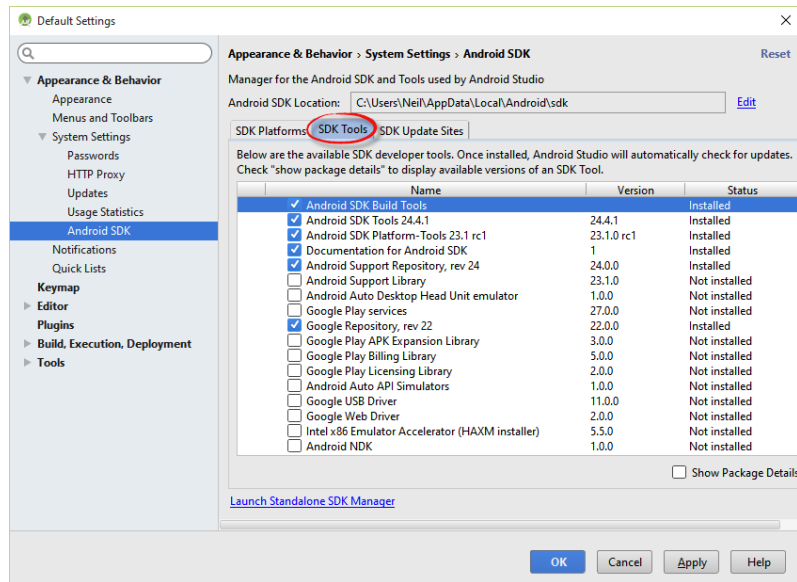 Default Settings
Appearance & Behavior › System Settings › Android SDK Reset
Appearance & Behavior
Appearance
Menus and Toolbars
System Settings
Passwords
HTTP Proxy
Updates
Usage Statistics
Android SDK
Notifications
Quick Lists
Keymap
Editor
Plugins
Build, Execution, Deployment
Tools
Manager for the Android SDK and Tools used by Android Studio
Android SDK Location: C:\Users\Neil\AppData\Local\Android\sdk Edit
SDK Platforms SDK Tools SDK Update Sites
Below are the available SDK developer tools. Once installed, Android Studio will automatically check for updates.
Check "show package details" to display available versions of an SDK Tool.
Name Version Status
Android SDK Build Tools Installed
Android SDK Tools 24.4.1 24.4.1 Installed
Android SDK Platform-Tools 23.1 rc1 23.1.0 rc1 Installed
Documentation for Android SDK 1 Installed
Android Support Repository, rev 24 24.0.0 Installed
Android Support Library 23.1.0 Not installed
Android Auto Desktop Head Unit emulator 1.0.0 Not installed
Google Play services 27.0.0 Not installed
Google Repository, rev 22 22.0.0 Installed
Google Play APK Expansion Library 3.0.0 Not installed
Google Play Billing Library 5.0.0 Not installed
Google Play Licensing Library 2.0.0 Not installed
Android Auto API Simulators 1.0.0 Not installed
Google USB Driver 11.0.0 Not installed
Google Web Driver 2.0.0 Not installed
Intel x86 Emulator Accelerator (HAXM installer) 5.5.0 Not installed
Android NDK 1.0.0 Not installed
Show Package Details
Launch Standalone SDK Manager
OK Cancel Apply Help